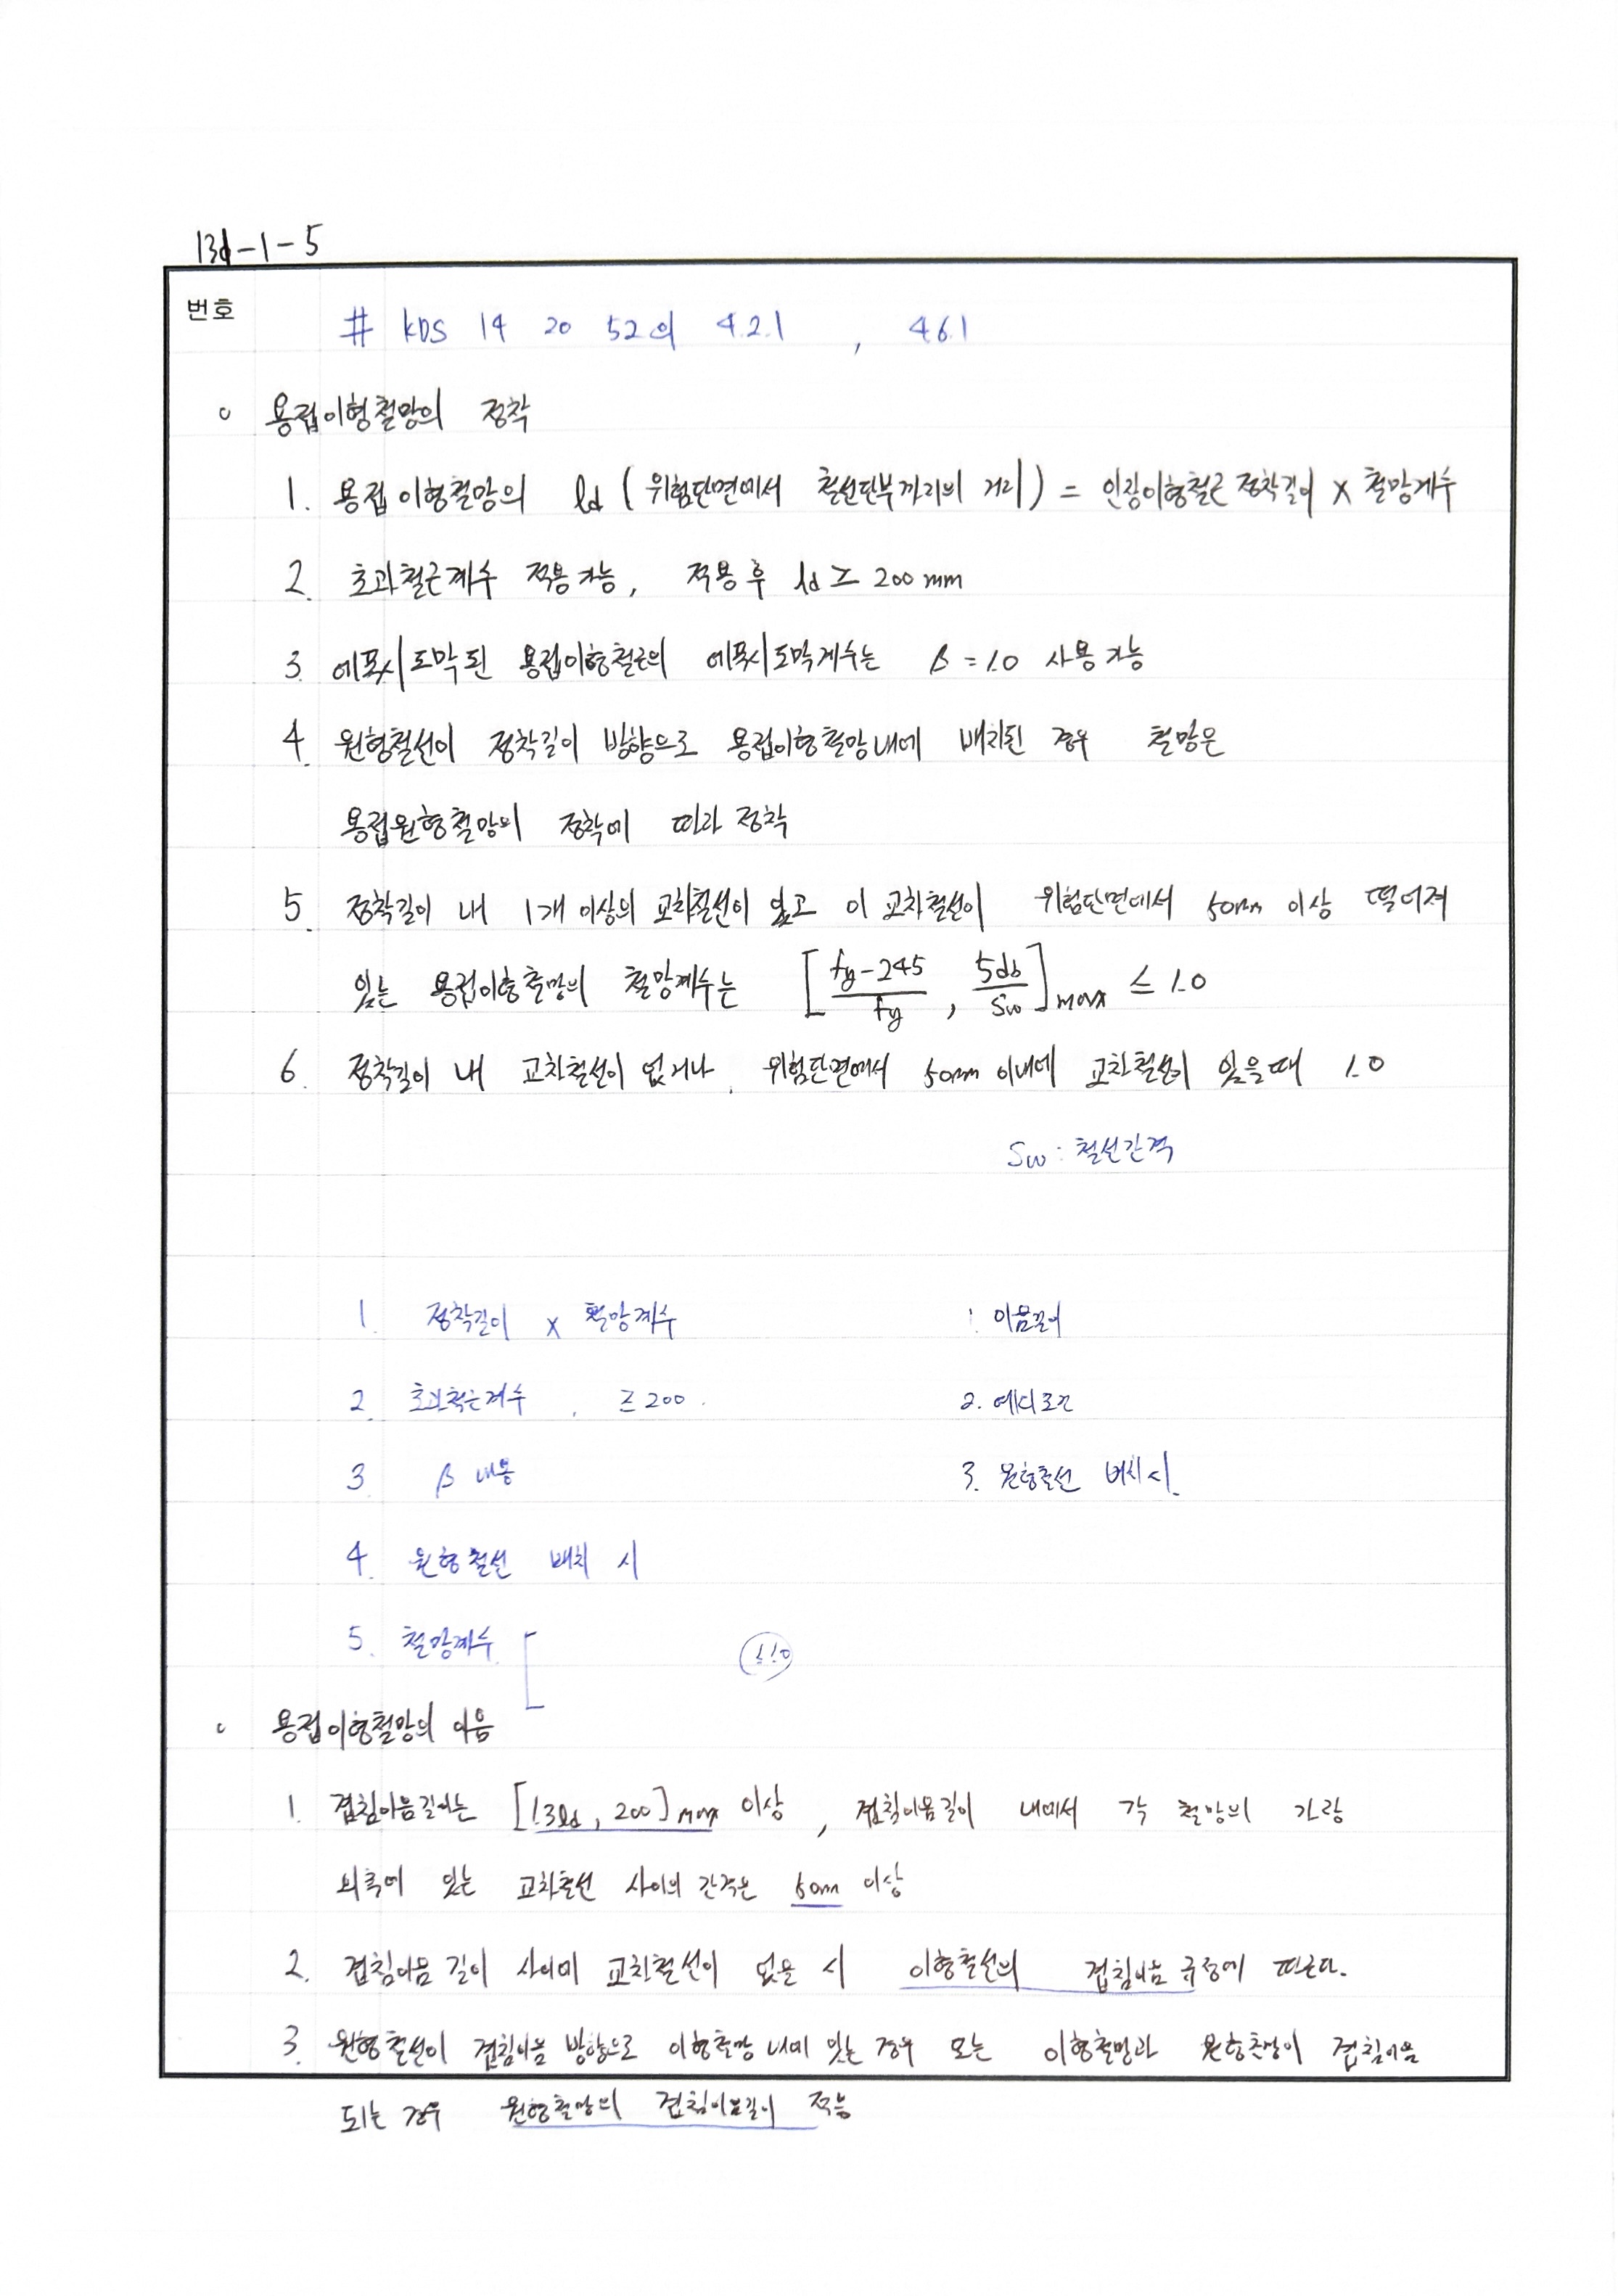 13d-1-5
번호
# KDS 14 20 52의 4.2.1 , 4.6.1
○ 용접이형철망의 정착
1. 용접이형철망의 ld (위험단면에서 철선단부까지의 거리) = 인장이형철근 정착길이 × 철망계수
2. 초과철근계수 적용가능, 적용 후 ld ≥ 200mm
3. 에폭시도막된 용접이형철근의 에폭시도막계수는 β = 1.0 사용가능
4. 원형철선이 정착길이 방향으로 용접이형철망내에 배치된 경우 철망은
용접원형철망의 정착에 따라 정착
5. 정착길이 내 1개 이상의 교차철선이 있고 이 교차철선이 위험단면에서 50mm 이상 떨어져
있는 용접이형철망의 철망계수는 [(fy-245)/fy , 5db/Sw]max ≤ 1.0
6. 정착길이 내 교차철선이 없거나, 위험단면에서 50mm 이내에 교차철선이 있을때 1.0
Sw : 철선간격
1. 정착길이 × 철망계수
1. 이음길이
2. 초과철근계수, ≥ 200.
2.
3. β 내용
3. 원형철선 배치시.
4. 원형철선 배치 시
5. 철망계수 [ ≤1.0
○ 용접이형철망의 이음
1. 겹침이음길이는 [1.3ld, 200]max 이상, 겹침이음길이 내에서 각 철망의 가장
외측에 있는 교차철선 사이의 간격은 50mm 이상
2. 겹침이음 길이 사이에 교차철선이 없을 시 이형철선의 겹침이음 규정에 따른다.
3. 원형철선이 겹침이음 방향으로 이형철망 내에 있는 경우 또는 이형철망과 원형철망이 겹침이음
되는 경우 원형철망의 겹침이음길이 적용